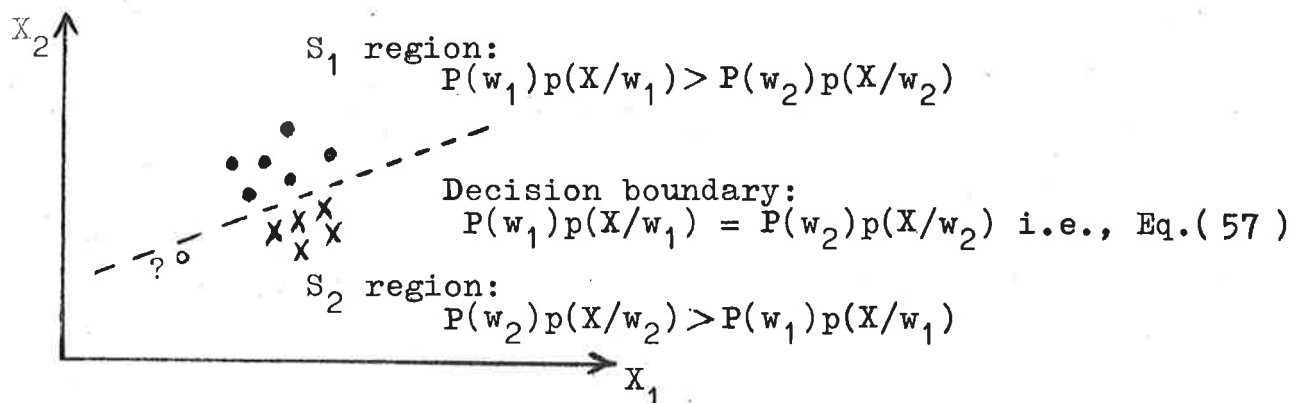 X₂
S₁ region:
P(w₁)p(X/w₁) > P(w₂)p(X/w₂)
Decision boundary:
P(w₁)p(X/w₁) = P(w₂)p(X/w₂) i.e., Eq.(57)
?
S₂ region:
P(w₂)p(X/w₂) > P(w₁)p(X/w₁)
X₁